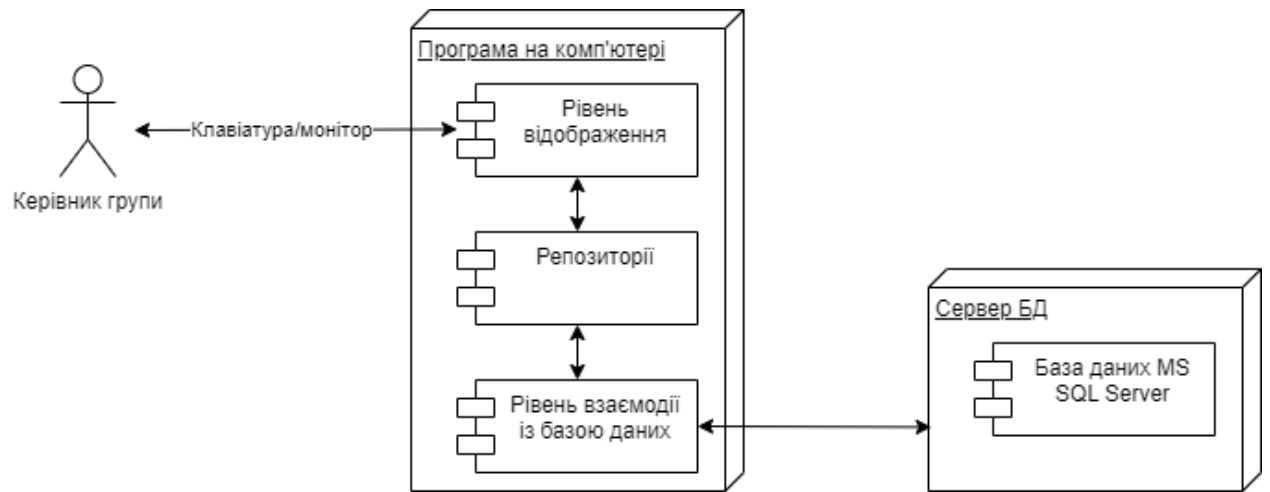 Програма на комп'ютері
Рівень
відображення
Клавіатура/монітор
Керівник групи
Репозиторії
Рівень взаємодії
із базою даних
Сервер БД
База даних MS
SQL Server